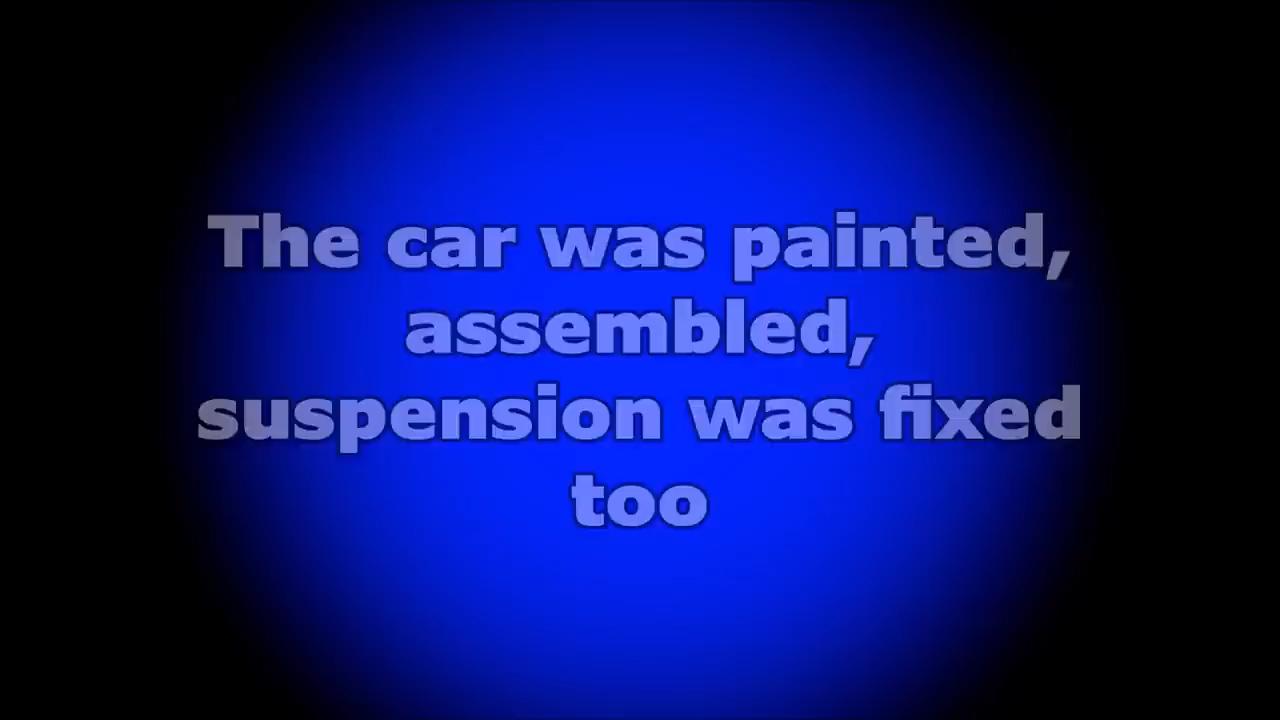 The car was painted,
assembled,
suspension was fixed
too